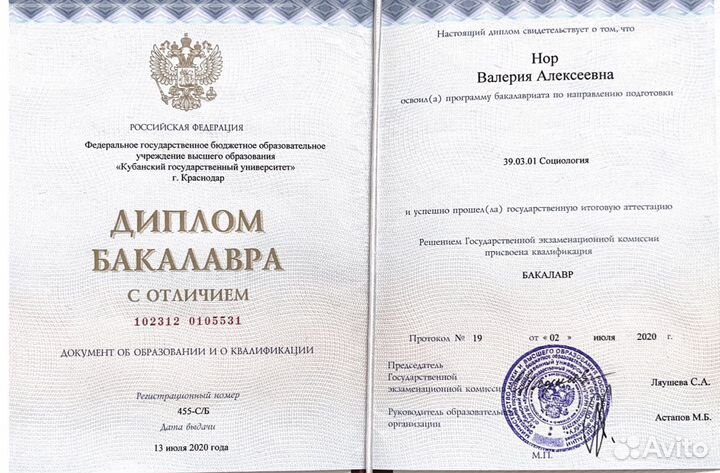 РОССИЙСКАЯ ФЕДЕРАЦИЯ
Федеральное государственное бюджетное образовательное
учреждение высшего образования
«Кубанский государственный университет»
г. Краснодар
ДИПЛОМ
БАКАЛАВРА
С ОТЛИЧИЕМ
102312 0105531
ДОКУМЕНТ ОБ ОБРАЗОВАНИИ И О КВАЛИФИКАЦИИ
Регистрационный номер
455-С/Б
Дата выдачи
13 июля 2020 года
Настоящий диплом свидетельствует о том, что
Нор
Валерия Алексеевна
освоил(а) программу бакалавриата по направлению подготовки
39.03.01 Социология
и успешно прошел(ла) государственную итоговую аттестацию
Решением Государственной экзаменационной комиссии
присвоена квалификация
БАКАЛАВР
Протокол № 19 от «02» июля 2020 г.
Председатель
Государственной
экзаменационной комиссии
Ляушева С.А.
Руководитель образовательной
организации
Астапов М.Б.
М.П.
Avito